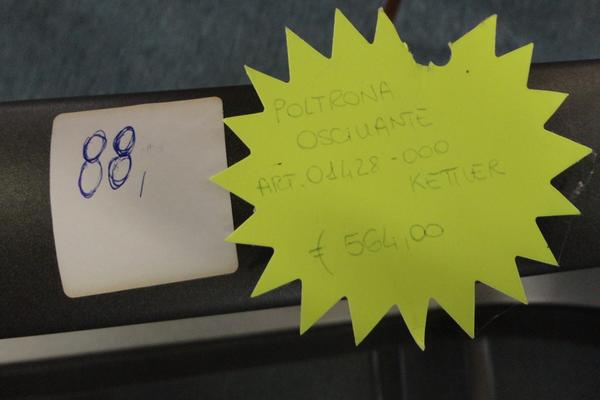 88,
POLTRONA
OSCILLANTE
ART. 01428-000
KETTLER
€ 564,00